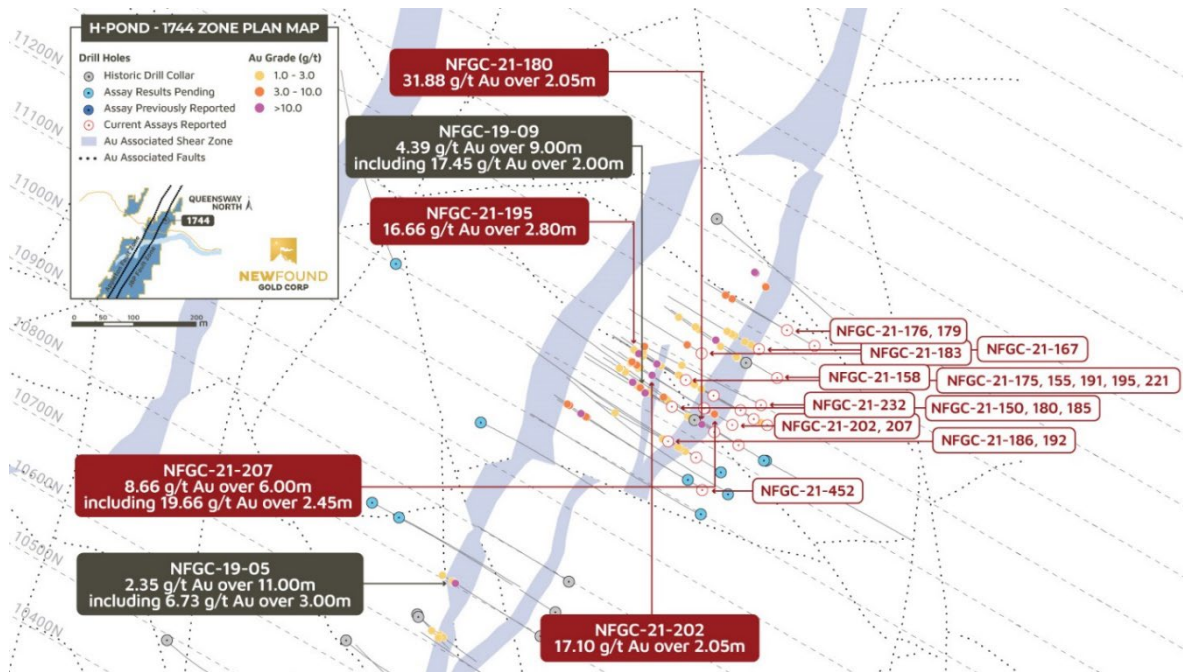 H-POND - 1744 ZONE PLAN MAP
Drill Holes
Historic Drill Collar
Assay Results Pending
Assay Previously Reported
Current Assays Reported
Au Associated Shear Zone
Au Associated Faults
Au Grade (g/t)
1.0 - 3.0
3.0 - 10.0
>10.0
QUEENSWAY
NORTH
N
1744
JBP Fault Zone
NEWFOUND
GOLD CORP
0 100 200
m
11200N
11100N
11000N
10900N
10800N
10700N
10600N
10500N
10400N
NFGC-21-180
31.88 g/t Au over 2.05m
NFGC-19-09
4.39 g/t Au over 9.00m
including 17.45 g/t Au over 2.00m
NFGC-21-195
16.66 g/t Au over 2.80m
NFGC-21-176, 179
NFGC-21-183
NFGC-21-167
NFGC-21-158
NFGC-21-175, 155, 191, 195, 221
NFGC-21-232
NFGC-21-150, 180, 185
NFGC-21-202, 207
NFGC-21-186, 192
NFGC-21-452
NFGC-21-207
8.66 g/t Au over 6.00m
including 19.66 g/t Au over 2.45m
NFGC-19-05
2.35 g/t Au over 11.00m
including 6.73 g/t Au over 3.00m
NFGC-21-202
17.10 g/t Au over 2.05m